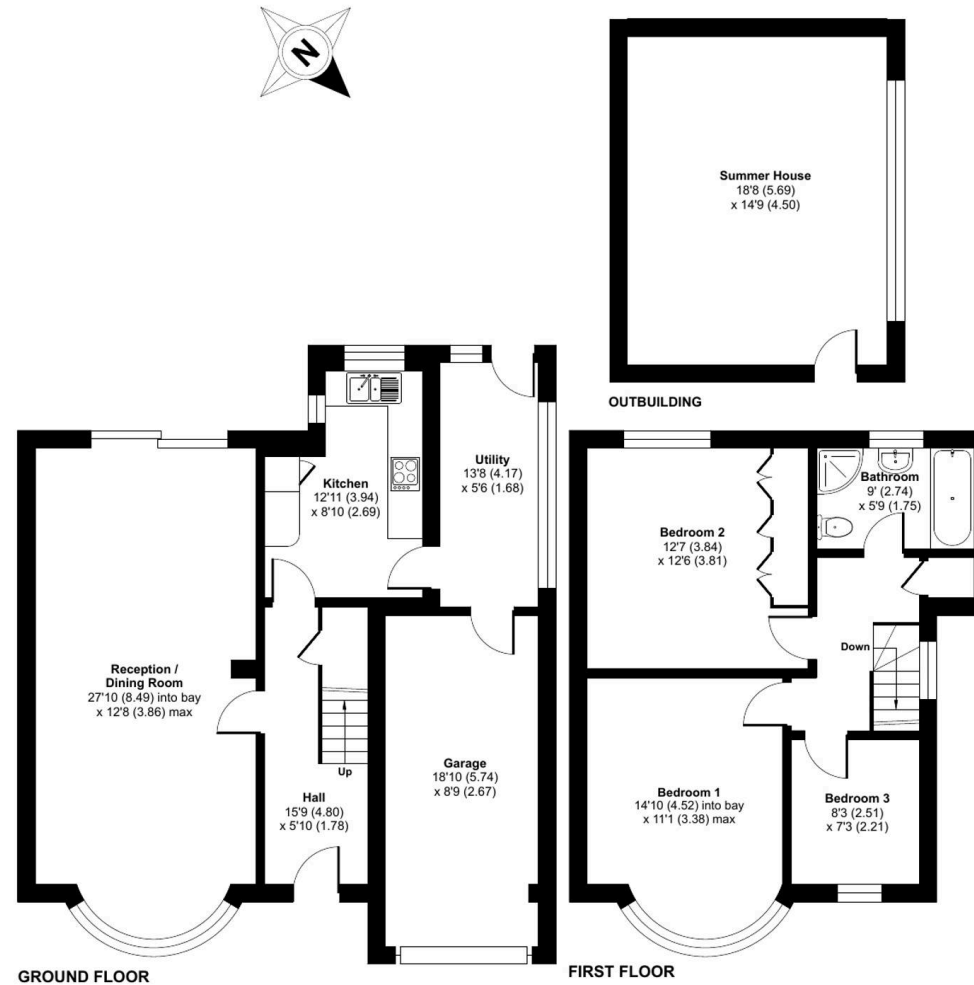 N
Summer House
18'8 (5.69)
x 14'9 (4.50)
OUTBUILDING
Kitchen
12'11 (3.94)
x 8'10 (2.69)
Utility
13'8 (4.17)
x 5'6 (1.68)
Reception /
Dining Room
27'10 (8.49) into bay
x 12'8 (3.86) max
Up
Hall
15'9 (4.80)
x 5'10 (1.78)
Garage
18'10 (5.74)
x 8'9 (2.67)
GROUND FLOOR
Bathroom
9' (2.74)
x 5'9 (1.75)
Bedroom 2
12'7 (3.84)
x 12'6 (3.81)
Down
Bedroom 1
14'10 (4.52) into bay
x 11'1 (3.38) max
Bedroom 3
8'3 (2.51)
x 7'3 (2.21)
FIRST FLOOR